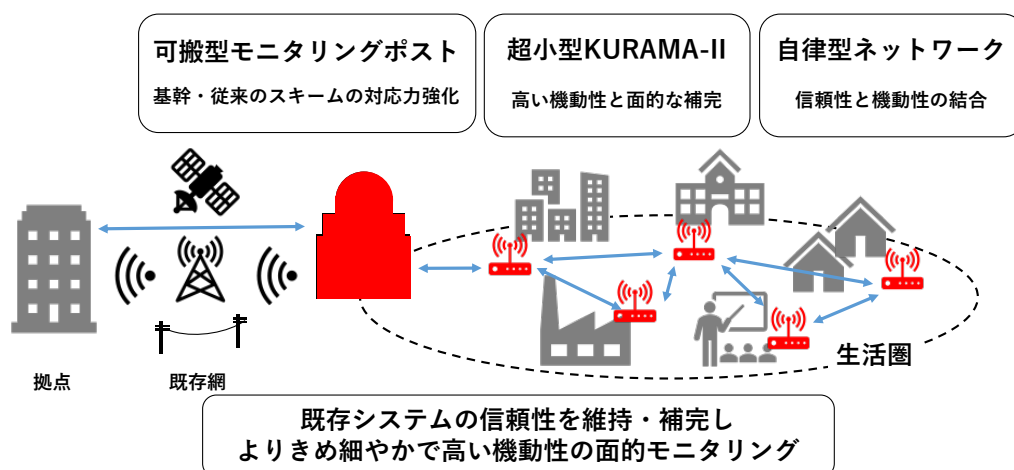 可搬型モニタリングポスト
基幹・従来のスキームの対応力強化
超小型KURAMA-II
高い機動性と面的な補完
自律型ネットワーク
信頼性と機動性の結合
生活圏
拠点
既存網
既存システムの信頼性を維持・補完し
よりきめ細やかで高い機動性の面的モニタリング